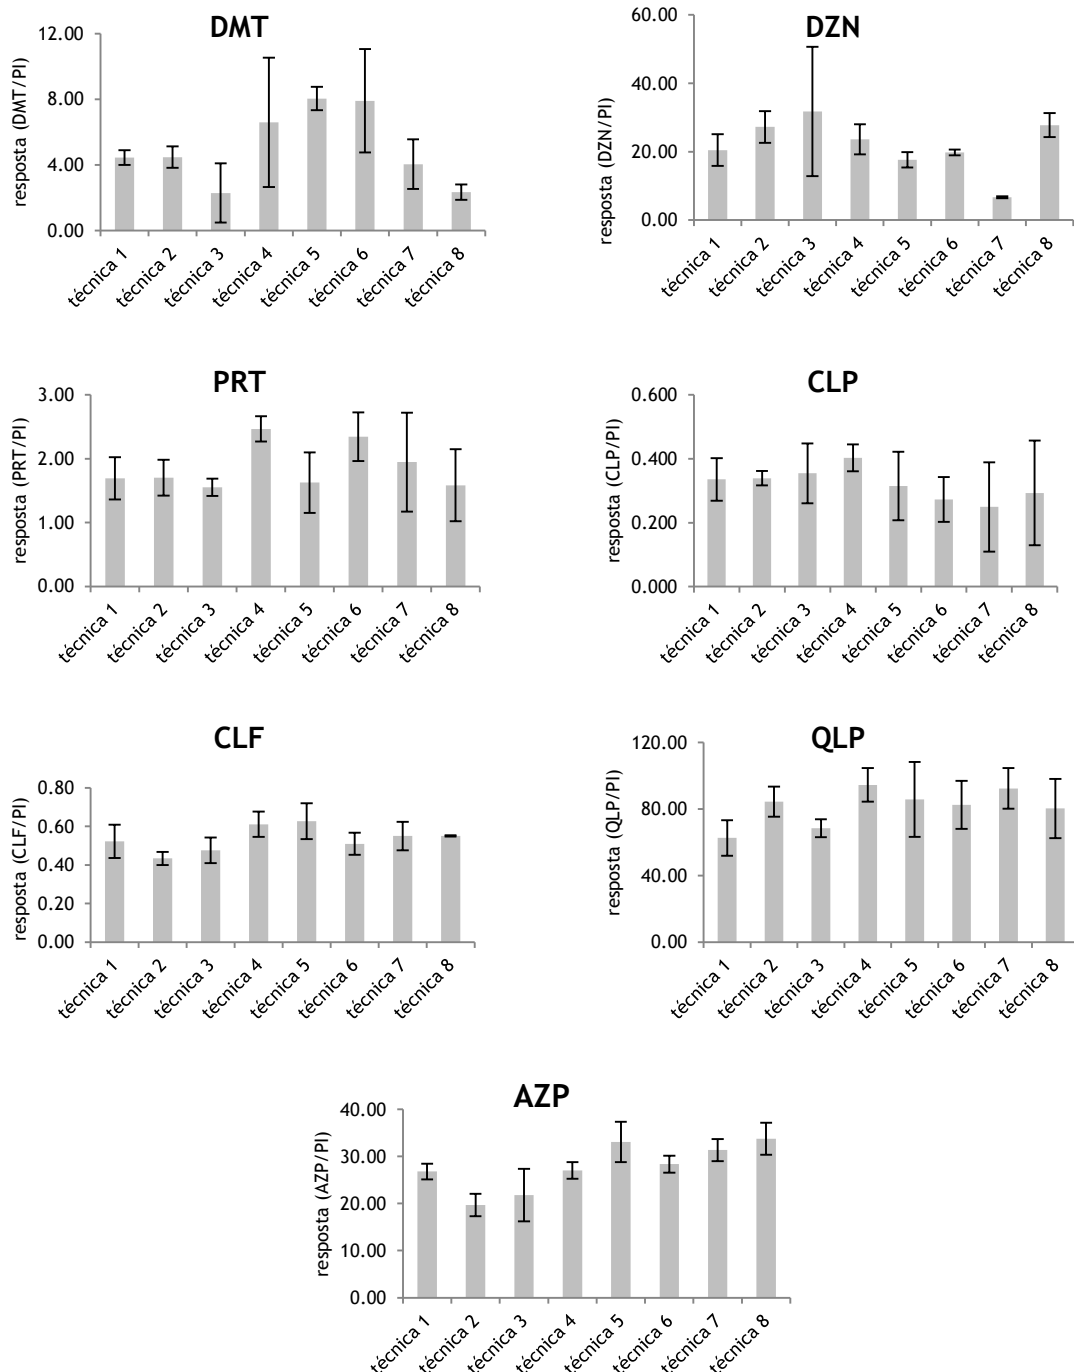 DMT
resposta (DMT/PI)
12.00
8.00
4.00
0.00
técnica 1
técnica 2
técnica 3
técnica 4
técnica 5
técnica 6
técnica 7
técnica 8
DZN
resposta (DZN/PI)
60.00
40.00
20.00
0.00
técnica 1
técnica 2
técnica 3
técnica 4
técnica 5
técnica 6
técnica 7
técnica 8
PRT
resposta (PRT/PI)
3.00
2.00
1.00
0.00
técnica 1
técnica 2
técnica 3
técnica 4
técnica 5
técnica 6
técnica 7
técnica 8
CLP
resposta (CLP/PI)
0.600
0.400
0.200
0.000
técnica 1
técnica 2
técnica 3
técnica 4
técnica 5
técnica 6
técnica 7
técnica 8
CLF
resposta (CLF/PI)
0.80
0.60
0.40
0.20
0.00
técnica 1
técnica 2
técnica 3
técnica 4
técnica 5
técnica 6
técnica 7
técnica 8
QLP
resposta (QLP/PI)
120.00
80.00
40.00
0.00
técnica 1
técnica 2
técnica 3
técnica 4
técnica 5
técnica 6
técnica 7
técnica 8
AZP
resposta (AZP/PI)
40.00
30.00
20.00
10.00
0.00
técnica 1
técnica 2
técnica 3
técnica 4
técnica 5
técnica 6
técnica 7
técnica 8